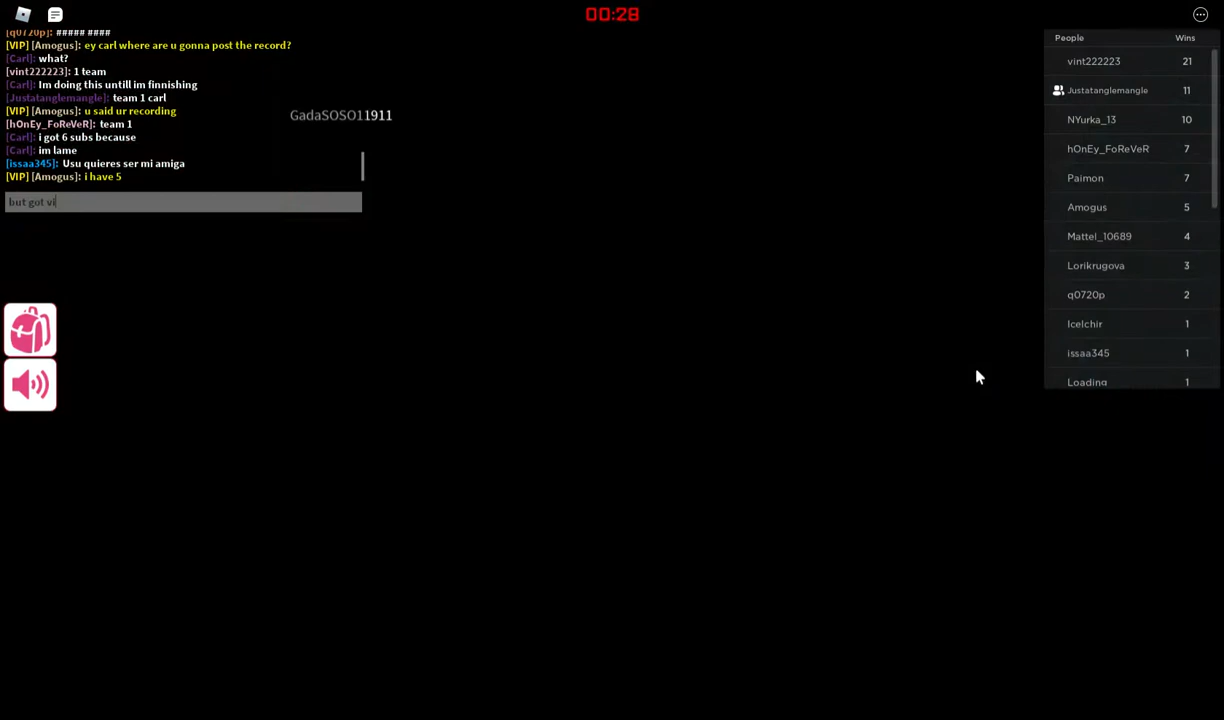 00:28
[q0720p]: ##### ####
[VIP] [Amogus]: ey carl where are u gonna post the record?
[Carl]: what?
[vint222223]: 1 team
[Carl]: Im doing this untill im finnishing
[Justatanglemangle]: team 1 carl
[VIP] [Amogus]: u said ur recording
[hOnEy_FoReVeR]: team 1
[Carl]: i got 6 subs because
[Carl]: im lame
[issaa345]: Usu quieres ser mi amiga
[VIP] [Amogus]: i have 5
but got vi
GadaSOSO11911
People Wins
vint222223 21
Justatanglemangle 11
NYurka_13 10
hOnEy_FoReVeR 7
Paimon 7
Amogus 5
Mattel_10689 4
Lorikrugova 3
q0720p 2
Icelchir 1
issaa345 1
Loading 1